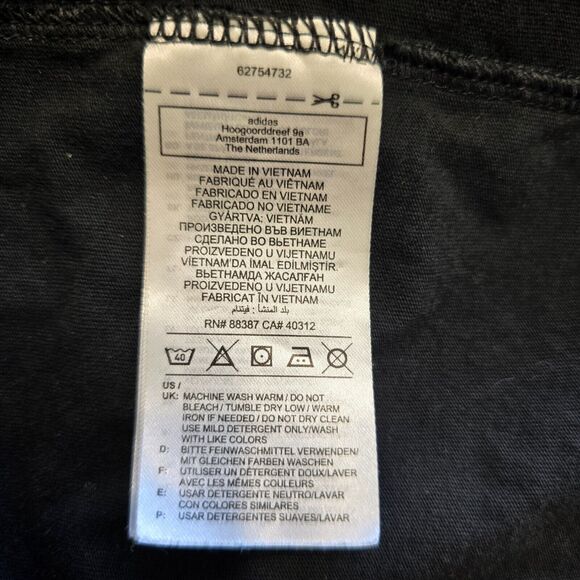 62754732
adidas
Hoogoorddreef 9a
Amsterdam 1101 BA
The Netherlands
MADE IN VIETNAM
FABRIQUÉ AU VIÊTNAM
FABRICADO EN VIETNAM
FABRICADO NO VIETNAME
GYÁRTVA: VIETNÁM
ПРОИЗВЕДЕНО ВЪВ ВИЕТНАМ
СДЕЛАНО ВО ВЬЕТНАМЕ
PROIZVEDENO U VIJETNAMU
VİETNAM'DA İMAL EDİLMİŞTİR.
ВЬЕТНАМДА ЖАСАЛҒАН
PROIZVEDENO U VIJETNAMU
FABRICAT ÎN VIETNAM
بلد المنشأ : فيتنام
RN# 88387 CA# 40312
40
US /
UK: MACHINE WASH WARM / DO NOT
BLEACH / TUMBLE DRY LOW / WARM
IRON IF NEEDED / DO NOT DRY CLEAN
USE MILD DETERGENT ONLY/WASH
WITH LIKE COLORS
D: BITTE FEINWASCHMITTEL VERWENDEN/
MIT GLEICHEN FARBEN WASCHEN
F: UTILISER UN DÉTERGENT DOUX/LAVER
AVEC LES MÊMES COULEURS
E: USAR DETERGENTE NEUTRO/LAVAR
CON COLORES SIMILARES
P: USAR DETERGENTES SUAVES/LAVAR